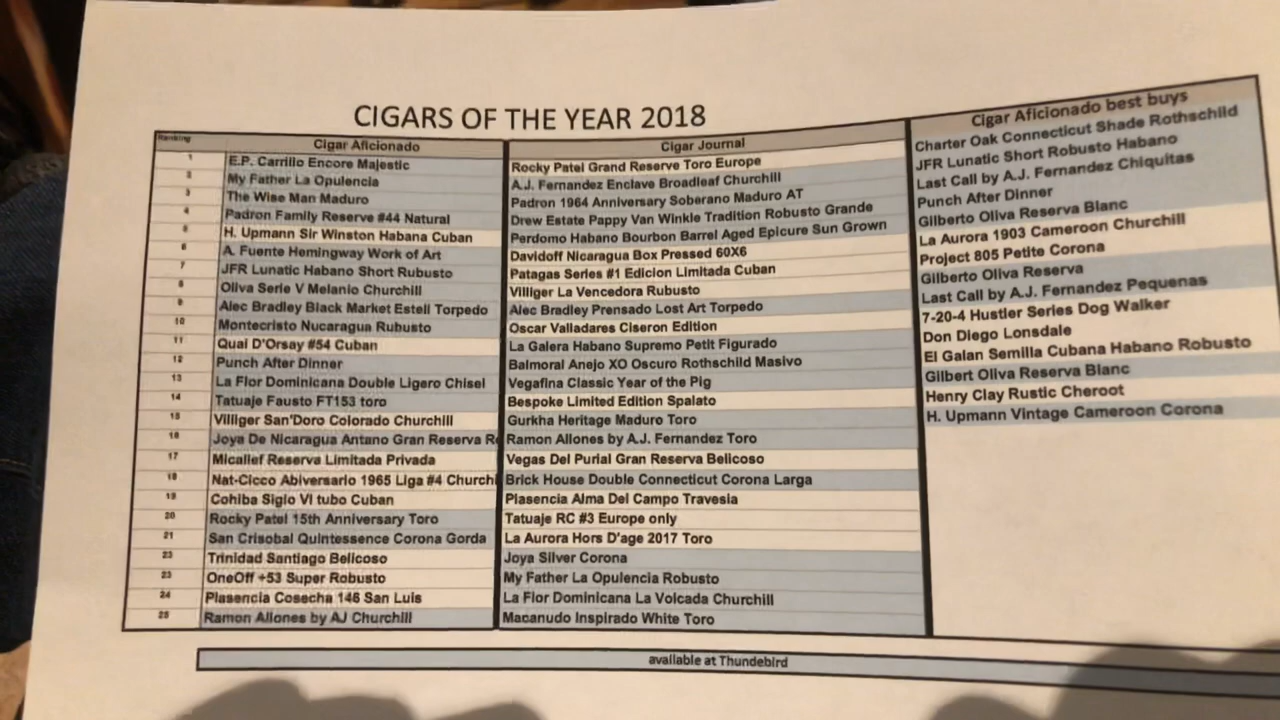 CIGARS OF THE YEAR 2018
Ranking Cigar Aficionado Cigar Journal Cigar Aficionado best buys
1 E.P. Carrillo Encore Majestic Rocky Patel Grand Reserve Toro Europe Charter Oak Connecticut Shade Rothschild
2 My Father La Opulencia A.J. Fernandez Enclave Broadleaf Churchill JFR Lunatic Short Robusto Habano
3 The Wise Man Maduro Padron 1964 Anniversary Soberano Maduro AT Last Call by A.J. Fernandez Chiquitas
4 Padron Family Reserve #44 Natural Drew Estate Pappy Van Winkle Tradition Robusto Grande Punch After Dinner
5 H. Upmann Sir Winston Habana Cuban Perdomo Habano Bourbon Barrel Aged Epicure Sun Grown Gilberto Oliva Reserva Blanc
6 A. Fuente Hemingway Work of Art Davidoff Nicaragua Box Pressed 60X6 La Aurora 1903 Cameroon Churchill
7 JFR Lunatic Habano Short Rubusto Patagas Series #1 Edicion Limitada Cuban Project 805 Petite Corona
8 Oliva Serie V Melanio Churchill Villiger La Vencedora Rubusto Gilberto Oliva Reserva
9 Alec Bradley Black Market Esteli Torpedo Alec Bradley Prensado Lost Art Torpedo Last Call by A.J. Fernandez Pequenas
10 Montecristo Nucaragua Rubusto Oscar Valladares Ciseron Edition 7-20-4 Hustler Series Dog Walker
11 Quai D'Orsay #54 Cuban La Galera Habano Supremo Petit Figurado Don Diego Lonsdale
12 Punch After Dinner Balmoral Anejo XO Oscuro Rothschild Masivo El Galan Semilla Cubana Habano Robusto
13 La Flor Dominicana Double Ligero Chisel Vegafina Classic Year of the Pig Gilbert Oliva Reserva Blanc
14 Tatuaje Fausto FT153 toro Bespoke Limited Edition Spalato Henry Clay Rustic Cheroot
15 Villiger San'Doro Colorado Churchill Gurkha Heritage Maduro Toro H. Upmann Vintage Cameroon Corona
16 Joya De Nicaragua Antano Gran Reserva Ro Ramon Allones by A.J. Fernandez Toro
17 Micallef Reserva Limitada Privada Vegas Del Purial Gran Reserva Belicoso
18 Nat-Cicco Abiversario 1965 Liga #4 Churchi Brick House Double Connecticut Corona Larga
19 Cohiba Siglo VI tubo Cuban Plasencia Alma Del Campo Travesia
20 Rocky Patel 15th Anniversary Toro Tatuaje RC #3 Europe only
21 San Crisobal Quintessence Corona Gorda La Aurora Hors D'age 2017 Toro
23 Trinidad Santiago Belicoso Joya Silver Corona
23 OneOff +53 Super Robusto My Father La Opulencia Robusto
24 Plasencia Cosecha 146 San Luis La Flor Dominicana La Volcada Churchill
25 Ramon Allones by AJ Churchill Macanudo Inspirado White Toro
available at Thundebird